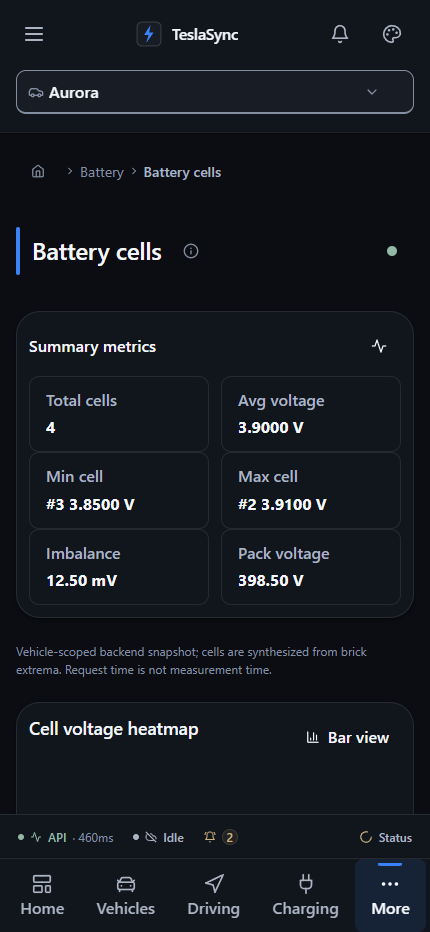 TeslaSync
Aurora
Battery
Battery cells
Battery cells
Summary metrics
Total cells
4
Avg voltage
3.9000 V
Min cell
#3 3.8500 V
Max cell
#2 3.9100 V
Imbalance
12.50 mV
Pack voltage
398.50 V
Vehicle-scoped backend snapshot; cells are synthesized from brick
extrema. Request time is not measurement time.
Cell voltage heatmap
Bar view
API · 460ms
Idle
2
Status
Home
Vehicles
Driving
Charging
More